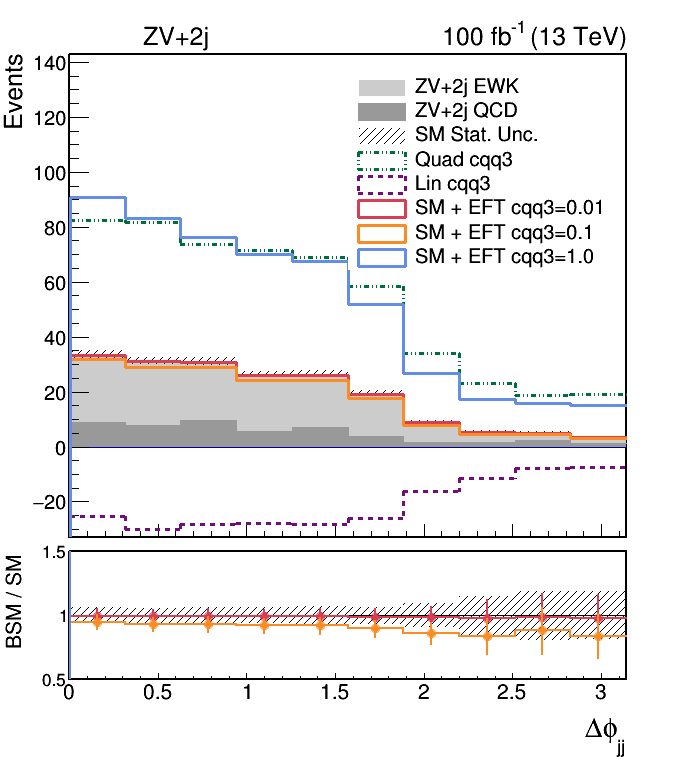 ZV+2j
100 fb⁻¹ (13 TeV)
Events
140
120
100
80
60
40
20
0
−20
ZV+2j EWK
ZV+2j QCD
SM Stat. Unc.
Quad cqq3
Lin cqq3
SM + EFT cqq3=0.01
SM + EFT cqq3=0.1
SM + EFT cqq3=1.0
BSM / SM
1.5
1
0.5
0 0.5 1 1.5 2 2.5 3
Δϕjj